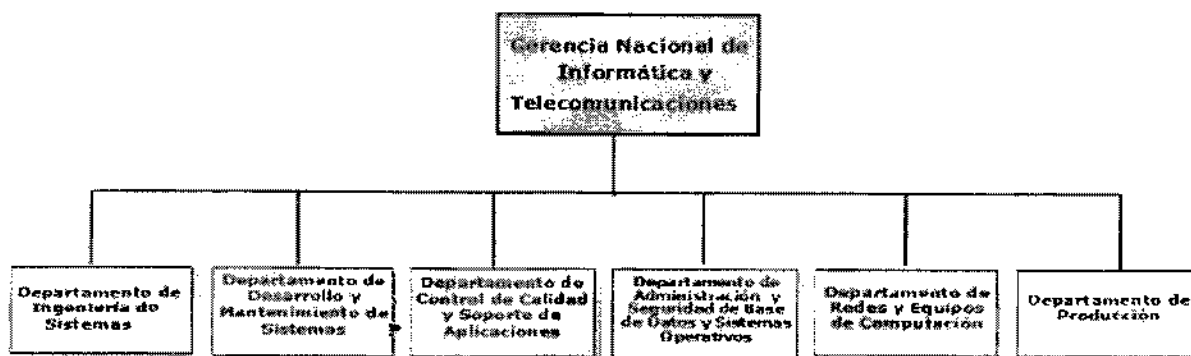 Gerencia Nacional de
Informática y
Telecomunicaciones
Departamento de
Ingeniería de
Sistemas
Departamento de
Desarrollo y
Mantenimiento de
Sistemas
Departamento de
Control de Calidad
y Soporte de
Aplicaciones
Departamento de
Administración y
Seguridad de Base
de Datos y Sistemas
Operativos
Departamento de
Redes y Equipos
de Computación
Departamento de
Producción